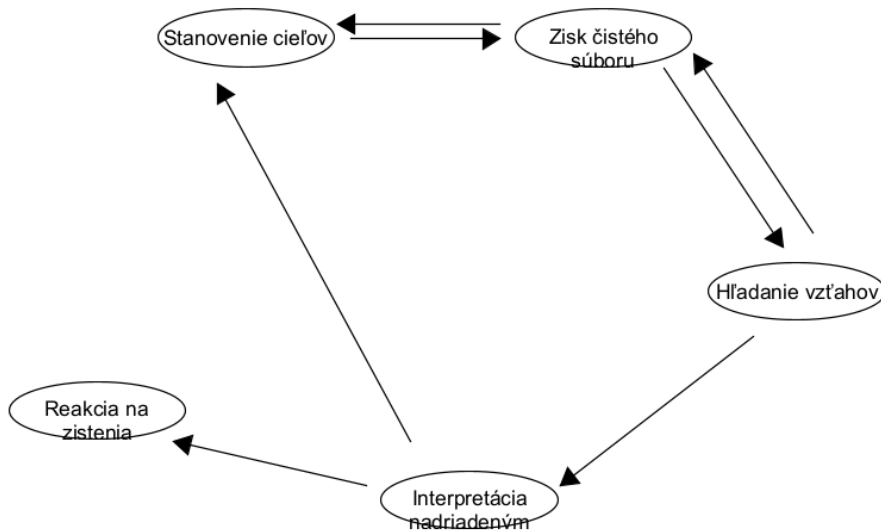 Stanovenie cieľov
Zisk čistého
súboru
Hľadanie vzťahov
Interpretácia
nadriadeným
Reakcia na
zistenia